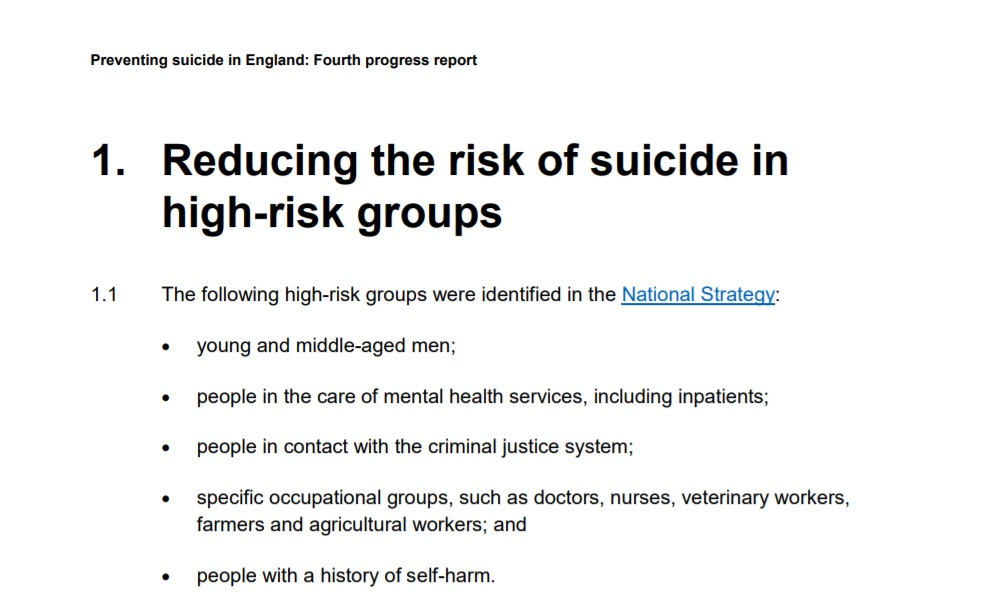 Preventing suicide in England: Fourth progress report
1. Reducing the risk of suicide in
high-risk groups
1.1 The following high-risk groups were identified in the National Strategy:
• young and middle-aged men;
• people in the care of mental health services, including inpatients;
• people in contact with the criminal justice system;
• specific occupational groups, such as doctors, nurses, veterinary workers,
farmers and agricultural workers; and
• people with a history of self-harm.